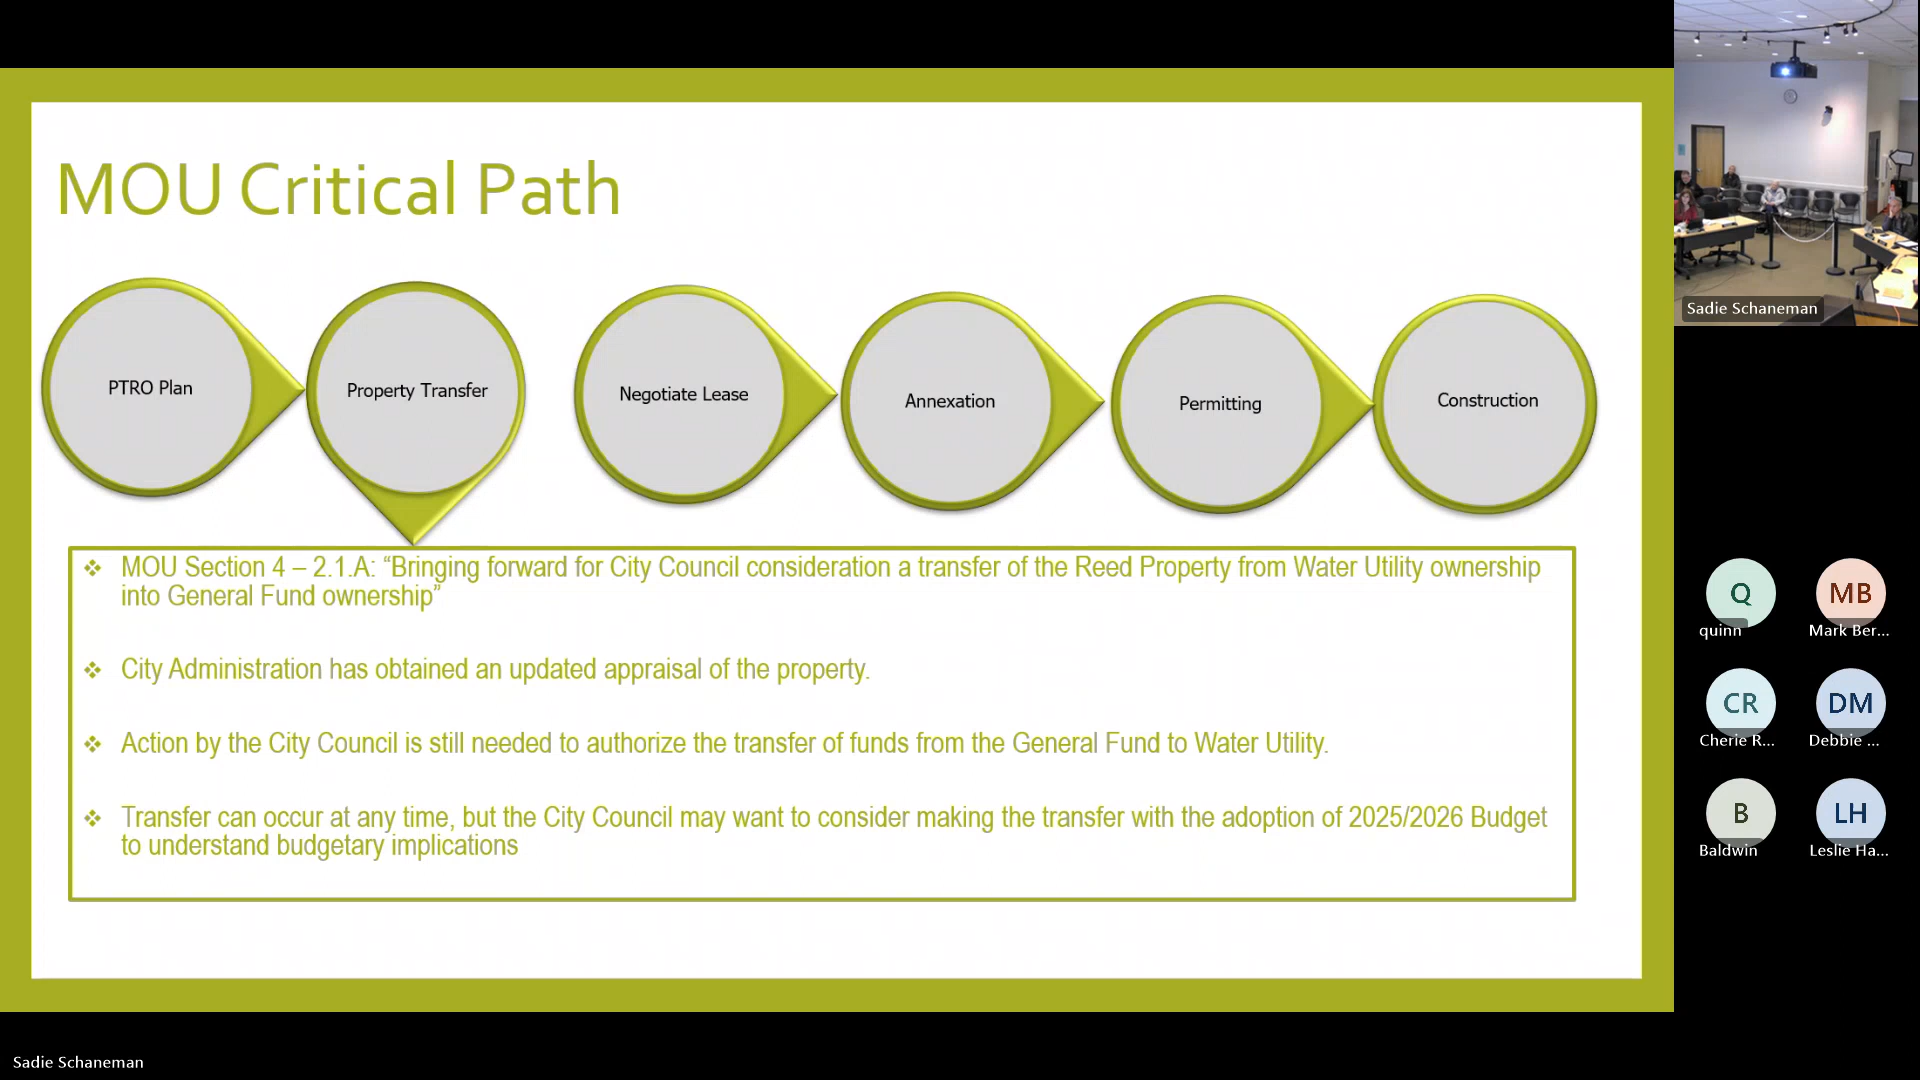 MOU Critical Path
PTRO Plan
Property Transfer
Negotiate Lease
Annexation
Permitting
Construction
❖ MOU Section 4 – 2.1.A: “Bringing forward for City Council consideration a transfer of the Reed Property from Water Utility ownership
into General Fund ownership”
❖ City Administration has obtained an updated appraisal of the property.
❖ Action by the City Council is still needed to authorize the transfer of funds from the General Fund to Water Utility.
❖ Transfer can occur at any time, but the City Council may want to consider making the transfer with the adoption of 2025/2026 Budget
to understand budgetary implications
Sadie Schaneman
Q
quinn
MB
Mark Ber...
CR
Cherie R...
DM
Debbie ...
B
Baldwin
LH
Leslie Ha...
Sadie Schaneman